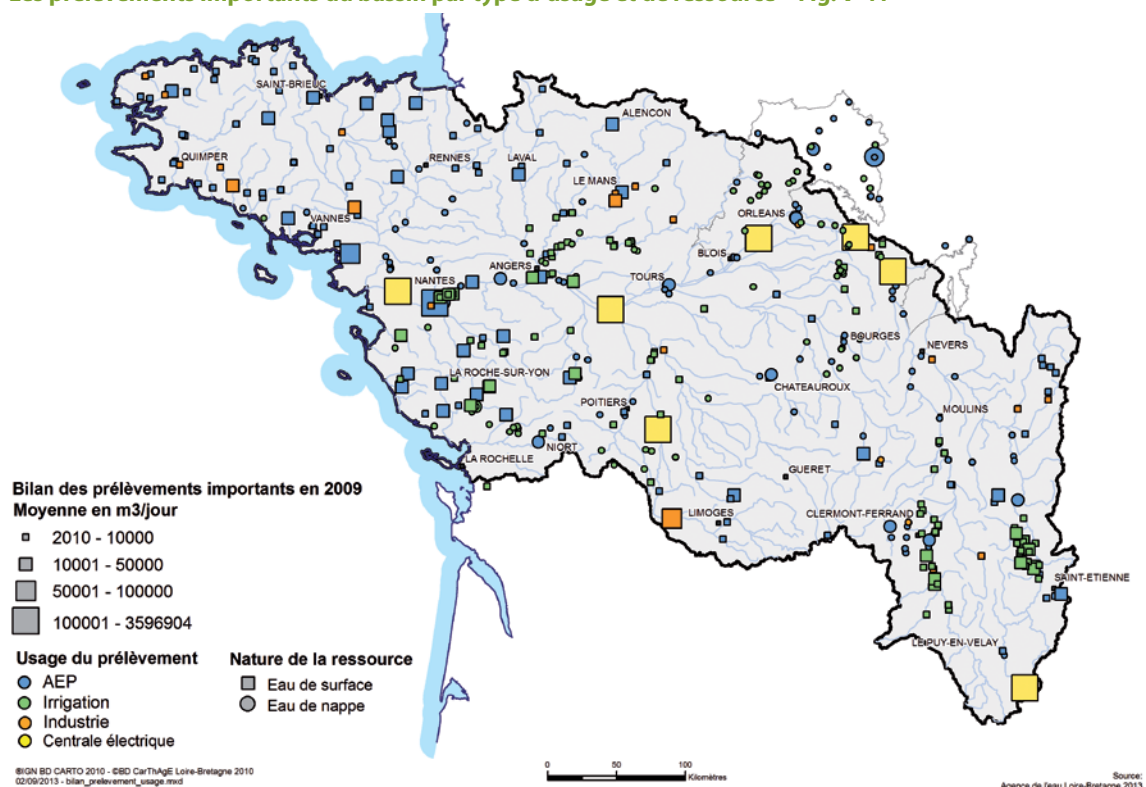 SAINT-BRIEUC
ALENCON
QUIMPER
RENNES
LAVAL
LE MANS
VANNES
ORLEANS
BLOIS
ANGERS
TOURS
NANTES
BOURGES
NEVERS
LA ROCHE-SUR-YON
CHATEAUROUX
POITIERS
MOULINS
NIORT
LA ROCHELLE
GUERET
LIMOGES
CLERMONT-FERRAND
SAINT-ETIENNE
LE PUY-EN-VELAY
Bilan des prélèvements importants en 2009
Moyenne en m3/jour
2010 - 10000
10001 - 50000
50001 - 100000
100001 - 3596904
Usage du prélèvement
AEP
Irrigation
Industrie
Centrale électrique
Nature de la ressource
Eau de surface
Eau de nappe
©IGN BD CARTO 2010 - ©BD CarThAgE Loire-Bretagne 2010
02/09/2013 - bilan_prelevement_usage.mxd
0 50 100
Kilomètres
Source:
Agence de l'eau Loire-Bretagne 2013